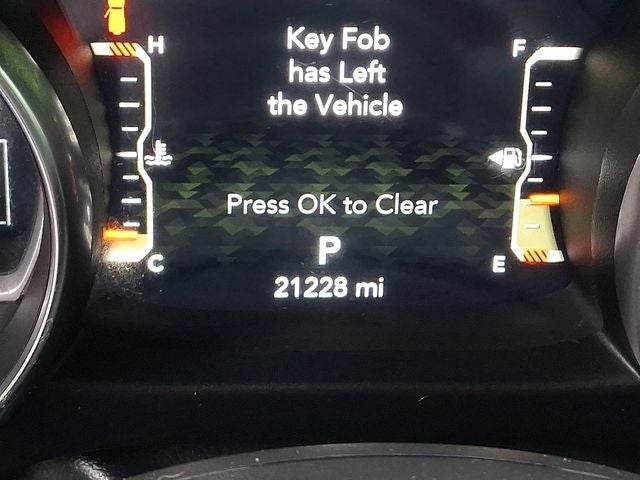 H
Key Fob
F
has Left
the Vehicle
Press OK to Clear
P
C
E
21228 mi